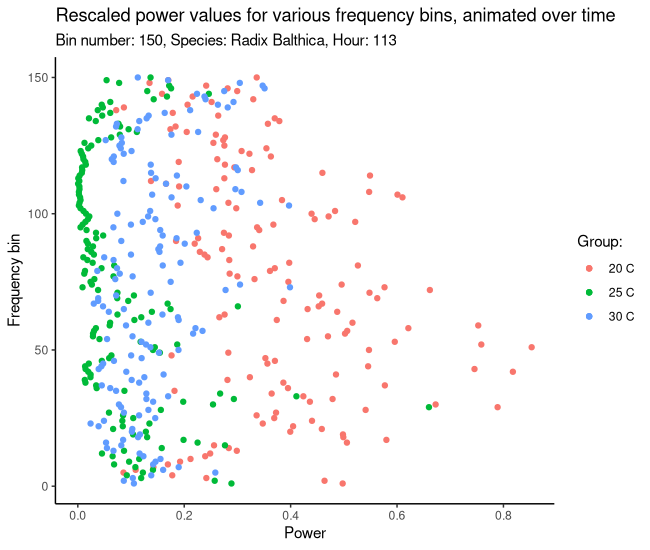 Rescaled power values for various frequency bins, animated over time
Bin number: 150, Species: Radix Balthica, Hour: 113
150
100
50
0
Frequency bin
0.0 0.2 0.4 0.6 0.8
Power
Group:
20 C
25 C
30 C